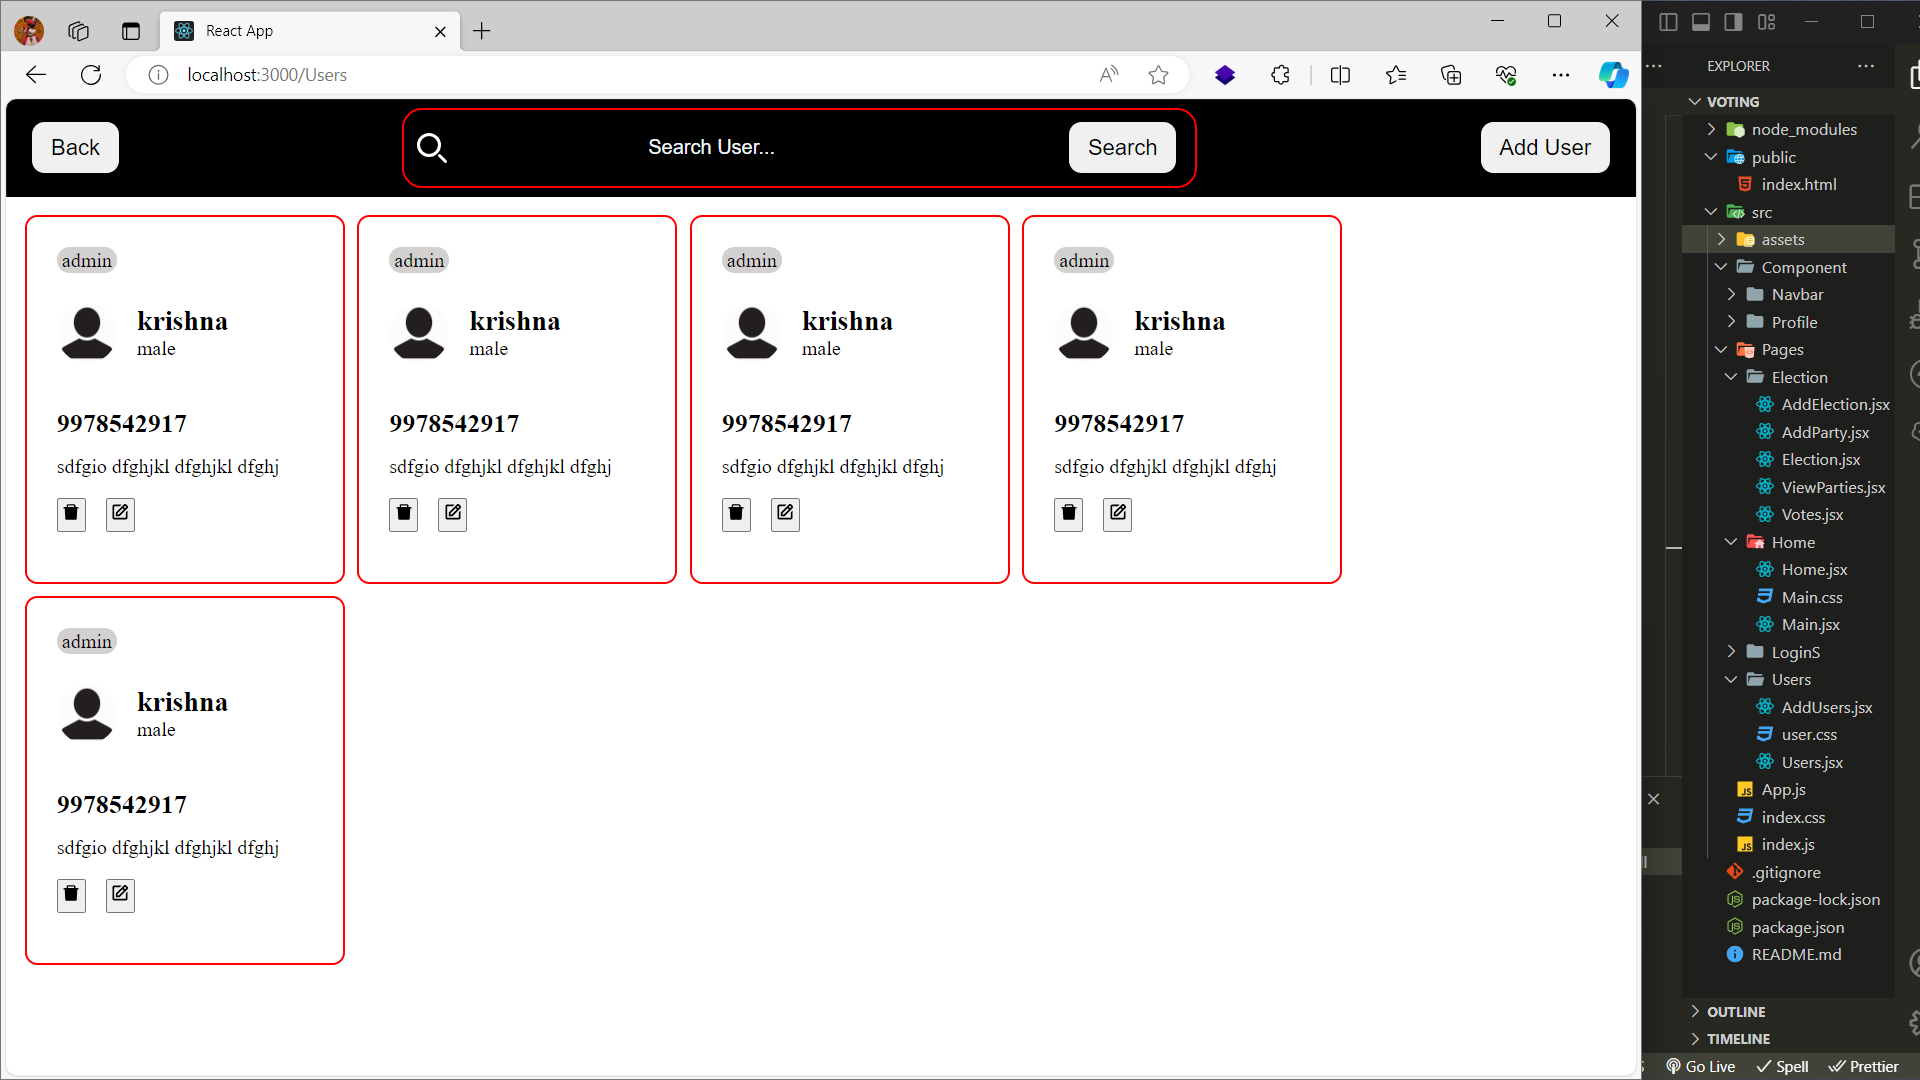 React App
localhost:3000/Users
Back
Search User...
Search
Add User
admin
krishna
male
9978542917
sdfgio dfghjkl dfghjkl dfghj
admin
krishna
male
9978542917
sdfgio dfghjkl dfghjkl dfghj
admin
krishna
male
9978542917
sdfgio dfghjkl dfghjkl dfghj
admin
krishna
male
9978542917
sdfgio dfghjkl dfghjkl dfghj
admin
krishna
male
9978542917
sdfgio dfghjkl dfghjkl dfghj
EXPLORER
VOTING
node_modules
public
index.html
src
assets
Component
Navbar
Profile
Pages
Election
AddElection.jsx
AddParty.jsx
Election.jsx
ViewParties.jsx
Votes.jsx
Home
Home.jsx
Main.css
Main.jsx
LoginS
Users
AddUsers.jsx
user.css
Users.jsx
App.js
index.css
index.js
.gitignore
package-lock.json
package.json
README.md
OUTLINE
TIMELINE
Go Live Spell Prettier